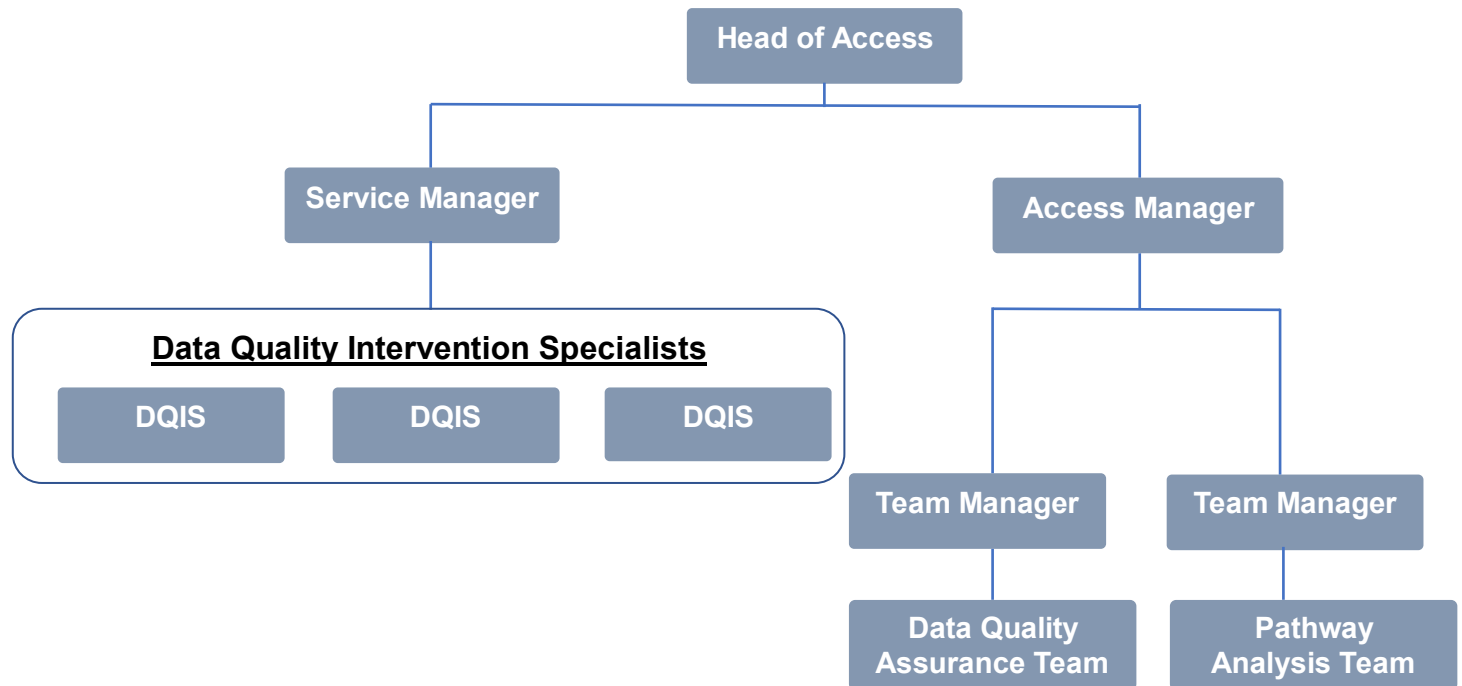 Head of Access
Service Manager
Access Manager
Data Quality Intervention Specialists
DQIS
DQIS
DQIS
Team Manager
Team Manager
Data Quality
Assurance Team
Pathway
Analysis Team